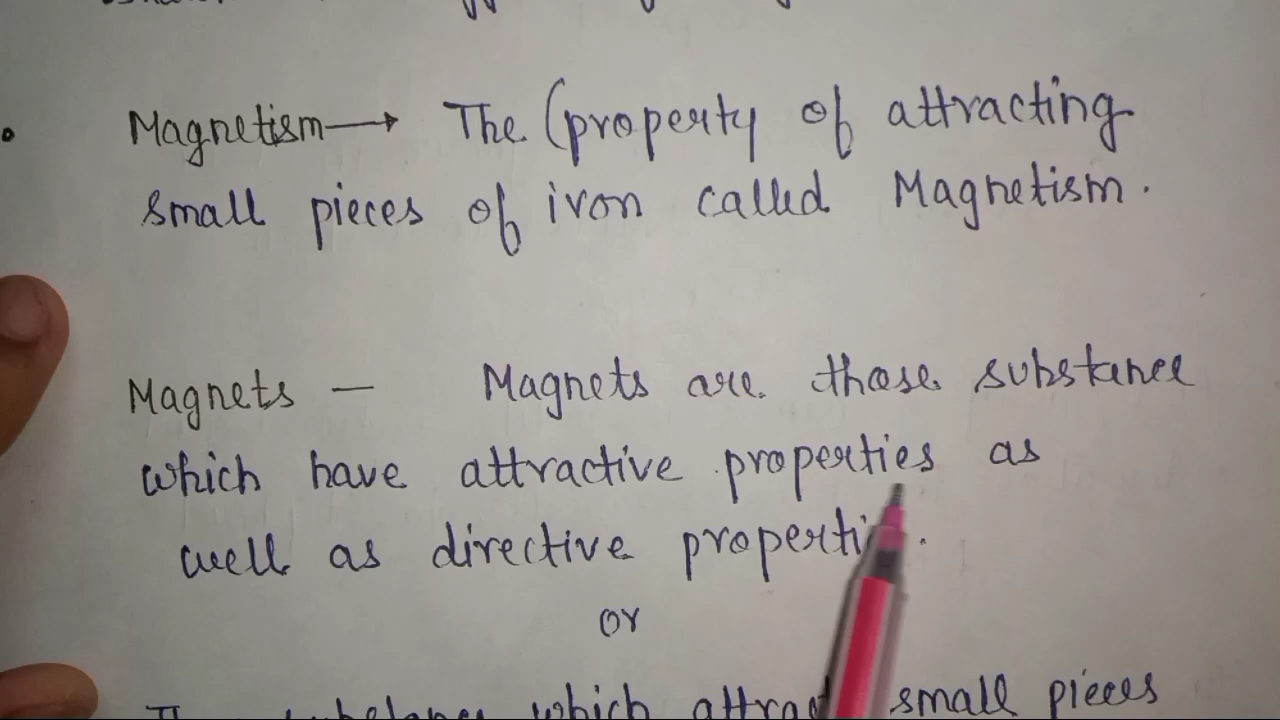 Magnetism → The (property of attracting
small pieces of iron called Magnetism.
Magnets — Magnets are those substance
which have attractive properties as
well as directive
or
which small pieces